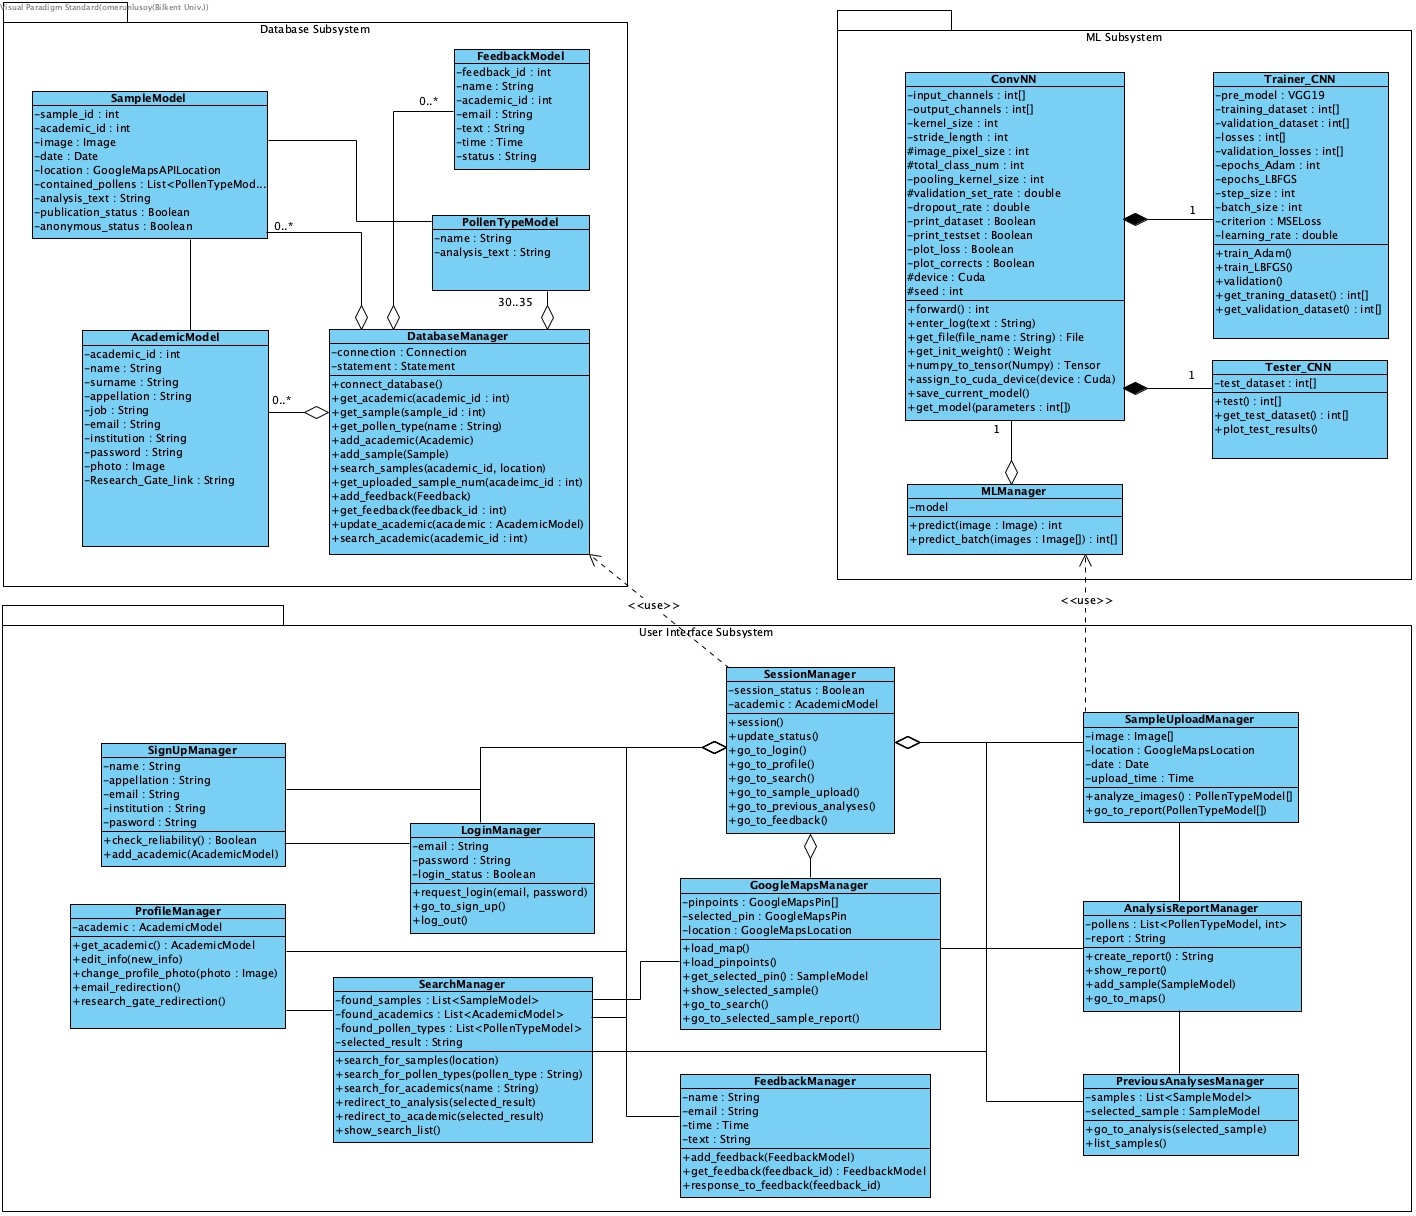 Visual Paradigm Standard(omerunlusoy(Bilkent Univ.))
Database Subsystem
FeedbackModel
-feedback_id : int
-name : String
-academic_id : int
-email : String
-text : String
-time : Time
-status : String
0..*
SampleModel
-sample_id : int
-academic_id : int
-image : Image
-date : Date
-location : GoogleMapsAPILocation
-contained_pollens : List<PollenTypeMod...
-analysis_text : String
-publication_status : Boolean
-anonymous_status : Boolean
0..*
PollenTypeModel
-name : String
-analysis_text : String
30..35
AcademicModel
-academic_id : int
-name : String
-surname : String
-appellation : String
-job : String
-email : String
-institution : String
-password : String
-photo : Image
-Research_Gate_link : String
0..*
DatabaseManager
-connection : Connection
-statement : Statement
+connect_database()
+get_academic(academic_id : int)
+get_sample(sample_id : int)
+get_pollen_type(name : String)
+add_academic(Academic)
+add_sample(Sample)
+search_samples(academic_id, location)
+get_uploaded_sample_num(acadeimc_id : int)
+add_feedback(Feedback)
+get_feedback(feedback_id : int)
+update_academic(academic : AcademicModel)
+search_academic(academic_id : int)
ML Subsystem
ConvNN
-input_channels : int[]
-output_channels : int[]
-kernel_size : int
-stride_length : int
#image_pixel_size : int
#total_class_num : int
-pooling_kernel_size : int
#validation_set_rate : double
-dropout_rate : double
-print_dataset : Boolean
-print_testset : Boolean
-plot_loss : Boolean
-plot_corrects : Boolean
#device : Cuda
#seed : int
+forward() : int
+enter_log(text : String)
+get_file(file_name : String) : File
+get_init_weight() : Weight
+numpy_to_tensor(Numpy) : Tensor
+assign_to_cuda_device(device : Cuda)
+save_current_model()
+get_model(parameters : int[])
1
Trainer_CNN
-pre_model : VGG19
-training_dataset : int[]
-validation_dataset : int[]
-losses : int[]
-validation_losses : int[]
-epochs_Adam : int
-epochs_LBFGS
-step_size : int
-batch_size : int
-criterion : MSELoss
-learning_rate : double
+train_Adam()
+train_LBFGS()
+validation()
+get_traning_dataset() : int[]
+get_validation_dataset() : int[]
1
Tester_CNN
-test_dataset : int[]
+test() : int[]
+get_test_dataset() : int[]
+plot_test_results()
1
MLManager
-model
+predict(image : Image) : int
+predict_batch(images : Image[]) : int[]
<<use>>
<<use>>
User Interface Subsystem
SessionManager
-session_status : Boolean
-academic : AcademicModel
+session()
+update_status()
+go_to_login()
+go_to_profile()
+go_to_search()
+go_to_sample_upload()
+go_to_previous_analyses()
+go_to_feedback()
SampleUploadManager
-image : Image[]
-location : GoogleMapsLocation
-date : Date
-upload_time : Time
+analyze_images() : PollenTypeModel[]
+go_to_report(PollenTypeModel[])
SignUpManager
-name : String
-appellation : String
-email : String
-institution : String
-pasword : String
+check_reliability() : Boolean
+add_academic(AcademicModel)
LoginManager
-email : String
-password : String
-login_status : Boolean
+request_login(email, password)
+go_to_sign_up()
+log_out()
GoogleMapsManager
-pinpoints : GoogleMapsPin[]
-selected_pin : GoogleMapsPin
-location : GoogleMapsLocation
+load_map()
+load_pinpoints()
+get_selected_pin() : SampleModel
+show_selected_sample()
+go_to_search()
+go_to_selected_sample_report()
AnalysisReportManager
-pollens : List<PollenTypeModel, int>
-report : String
+create_report() : String
+show_report()
+add_sample(SampleModel)
+go_to_maps()
ProfileManager
-academic : AcademicModel
+get_academic() : AcademicModel
+edit_info(new_info)
+change_profile_photo(photo : Image)
+email_redirection()
+research_gate_redirection()
SearchManager
-found_samples : List<SampleModel>
-found_academics : List<AcademicModel>
-found_pollen_types : List<PollenTypeModel>
-selected_result : String
+search_for_samples(location)
+search_for_pollen_types(pollen_type : String)
+search_for_academics(name : String)
+redirect_to_analysis(selected_result)
+redirect_to_academic(selected_result)
+show_search_list()
FeedbackManager
-name : String
-email : String
-time : Time
-text : String
+add_feedback(FeedbackModel)
+get_feedback(feedback_id) : FeedbackModel
+response_to_feedback(feedback_id)
PreviousAnalysesManager
-samples : List<SampleModel>
-selected_sample : SampleModel
+go_to_analysis(selected_sample)
+list_samples()